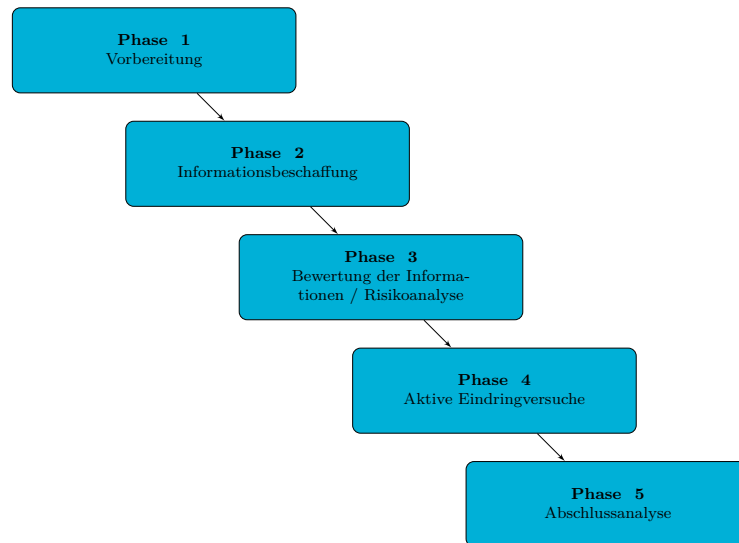 Phase 1
Vorbereitung
Phase 2
Informationsbeschaffung
Phase 3
Bewertung der Informa-
tionen / Risikoanalyse
Phase 4
Aktive Eindringversuche
Phase 5
Abschlussanalyse